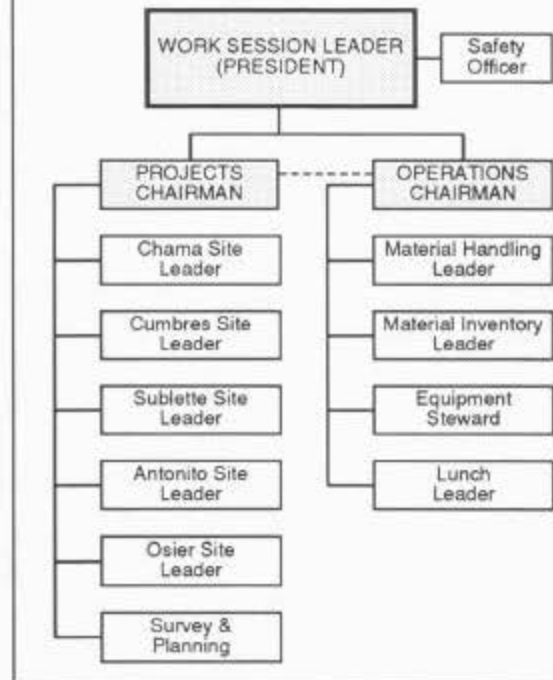 WORK SESSION LEADER
(PRESIDENT)
Safety
Officer
PROJECTS
CHAIRMAN
OPERATIONS
CHAIRMAN
Chama Site
Leader
Material Handling
Leader
Cumbres Site
Leader
Material Inventory
Leader
Sublette Site
Leader
Equipment
Steward
Antonito Site
Leader
Lunch
Leader
Osier Site
Leader
Survey &
Planning